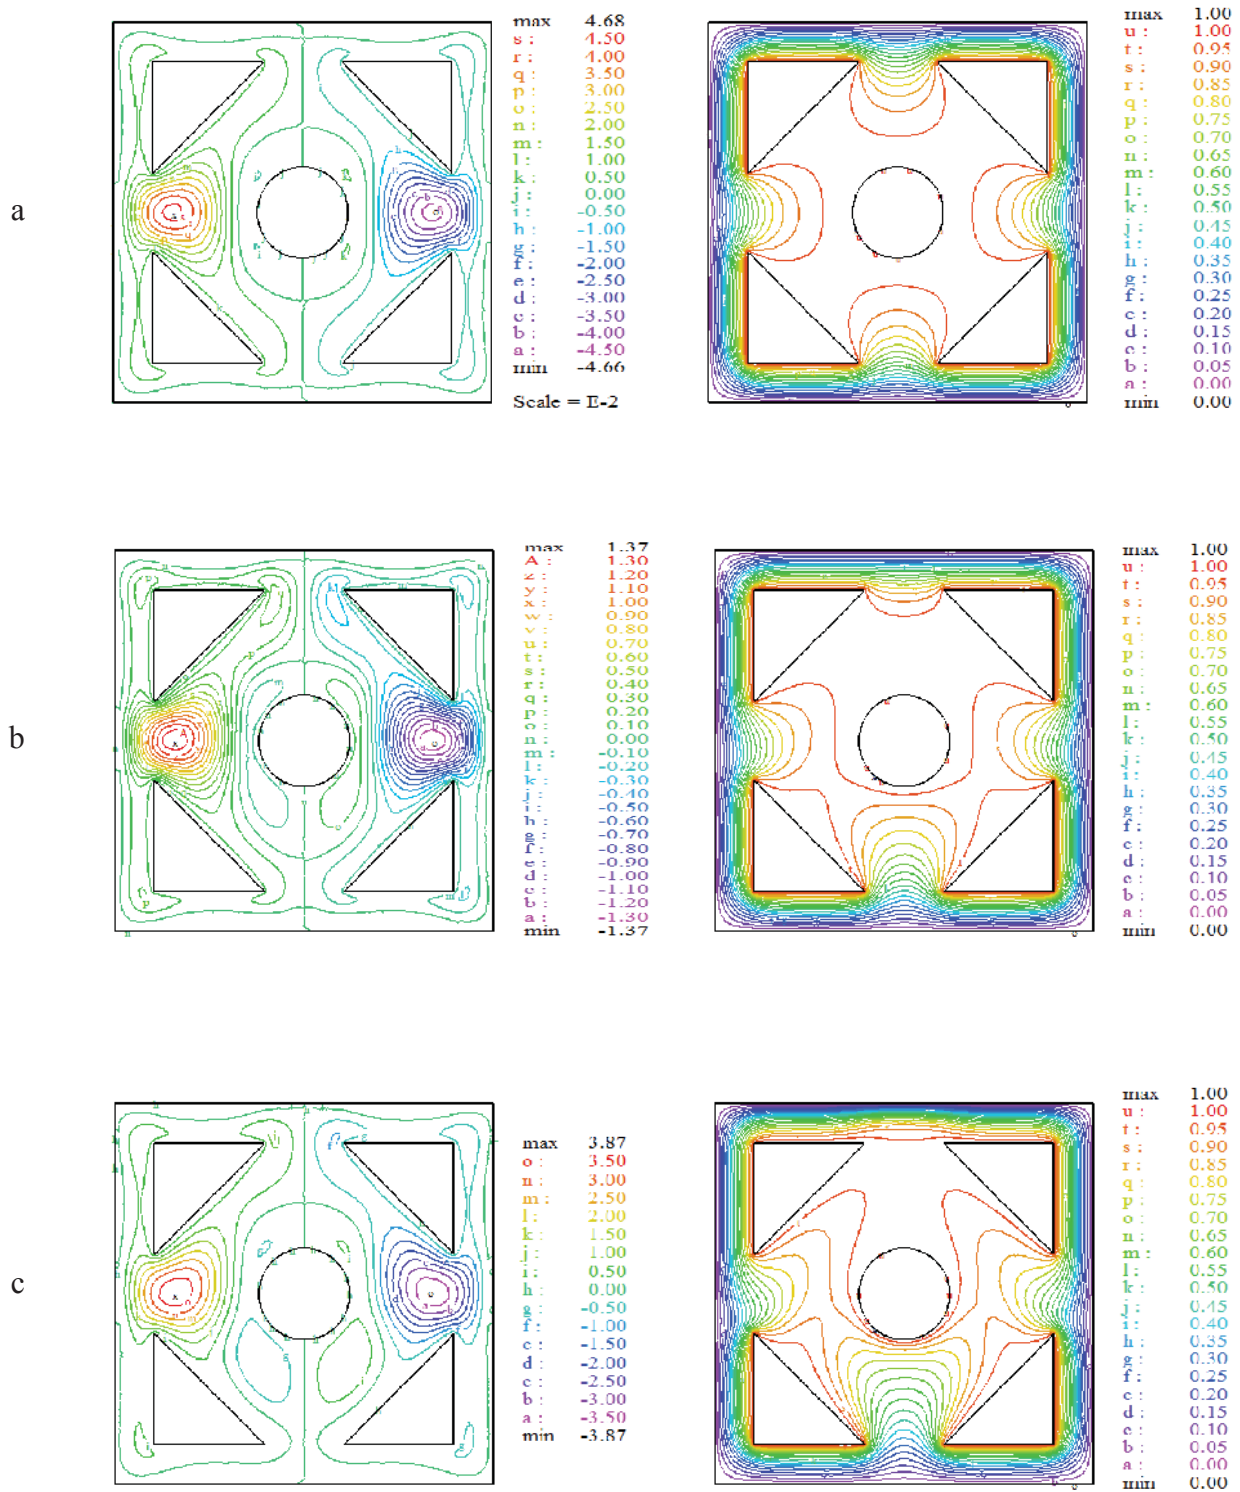 a
max 4.68
s : 4.50
r : 4.00
q : 3.50
p : 3.00
o : 2.50
n : 2.00
m : 1.50
l : 1.00
k : 0.50
j : 0.00
i : -0.50
h : -1.00
g : -1.50
f : -2.00
e : -2.50
d : -3.00
c : -3.50
b : -4.00
a : -4.50
min -4.66
Scale = E-2
max 1.00
u : 1.00
t : 0.95
s : 0.90
r : 0.85
q : 0.80
p : 0.75
o : 0.70
n : 0.65
m : 0.60
l : 0.55
k : 0.50
j : 0.45
i : 0.40
h : 0.35
g : 0.30
f : 0.25
e : 0.20
d : 0.15
c : 0.10
b : 0.05
a : 0.00
min 0.00
b
max 1.37
A : 1.30
z : 1.20
y : 1.10
x : 1.00
w : 0.90
v : 0.80
u : 0.70
t : 0.60
s : 0.50
r : 0.40
q : 0.30
p : 0.20
o : 0.10
n : 0.00
m : -0.10
l : -0.20
k : -0.30
j : -0.40
i : -0.50
h : -0.60
g : -0.70
f : -0.80
e : -0.90
d : -1.00
c : -1.10
b : -1.20
a : -1.30
min -1.37
max 1.00
u : 1.00
t : 0.95
s : 0.90
r : 0.85
q : 0.80
p : 0.75
o : 0.70
n : 0.65
m : 0.60
l : 0.55
k : 0.50
j : 0.45
i : 0.40
h : 0.35
g : 0.30
f : 0.25
e : 0.20
d : 0.15
c : 0.10
b : 0.05
a : 0.00
min 0.00
c
max 3.87
o : 3.50
n : 3.00
m : 2.50
l : 2.00
k : 1.50
j : 1.00
i : 0.50
h : 0.00
g : -0.50
f : -1.00
e : -1.50
d : -2.00
c : -2.50
b : -3.00
a : -3.50
min -3.87
max 1.00
u : 1.00
t : 0.95
s : 0.90
r : 0.85
q : 0.80
p : 0.75
o : 0.70
n : 0.65
m : 0.60
l : 0.55
k : 0.50
j : 0.45
i : 0.40
h : 0.35
g : 0.30
f : 0.25
e : 0.20
d : 0.15
c : 0.10
b : 0.05
a : 0.00
min 0.00